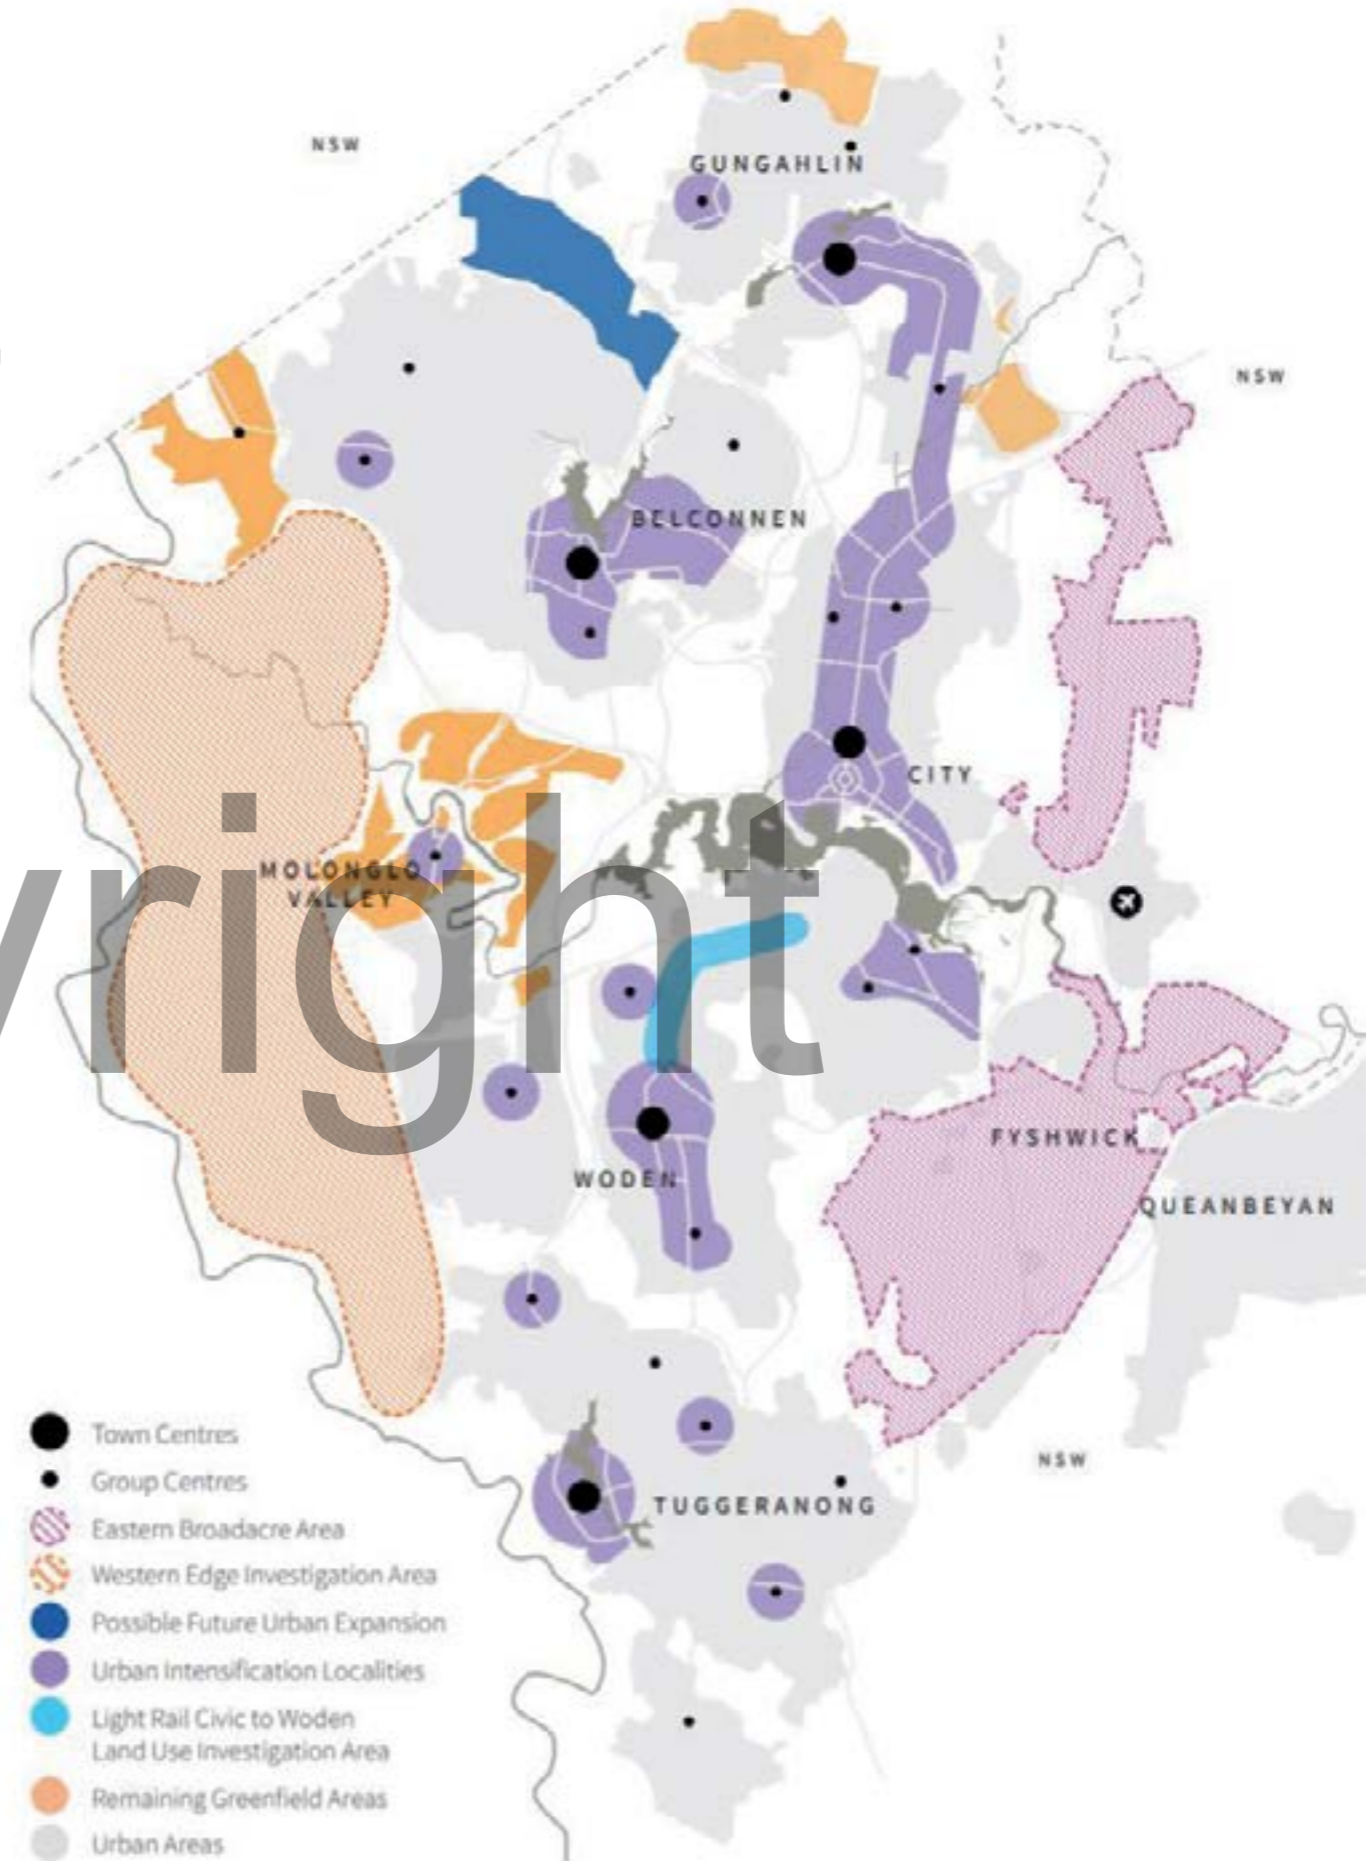 NSW
GUNGAHLIN
NSW
BELCONNEN
CITY
MOLONGLO
VALLEY
yright
FYSHWICK
WODEN
QUEANBEYAN
NSW
TUGGERANONG
Town Centres
Group Centres
Eastern Broadacre Area
Western Edge Investigation Area
Possible Future Urban Expansion
Urban Intensification Localities
Light Rail Civic to Woden
Land Use Investigation Area
Remaining Greenfield Areas
Urban Areas